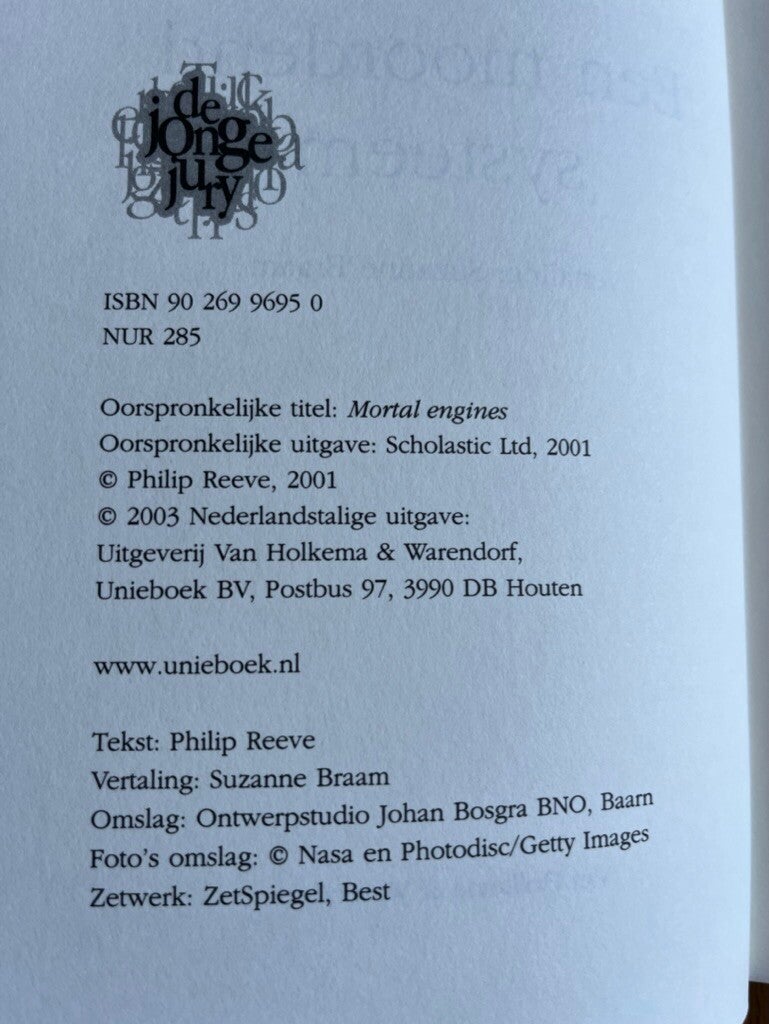 de
jonge
jury
ISBN 90 269 9695 0
NUR 285
Oorspronkelijke titel: Mortal engines
Oorspronkelijke uitgave: Scholastic Ltd, 2001
© Philip Reeve, 2001
© 2003 Nederlandstalige uitgave:
Uitgeverij Van Holkema & Warendorf,
Unieboek BV, Postbus 97, 3990 DB Houten
www.unieboek.nl
Tekst: Philip Reeve
Vertaling: Suzanne Braam
Omslag: Ontwerpstudio Johan Bosgra BNO, Baarn
Foto's omslag: © Nasa en Photodisc/Getty Images
Zetwerk: ZetSpiegel, Best